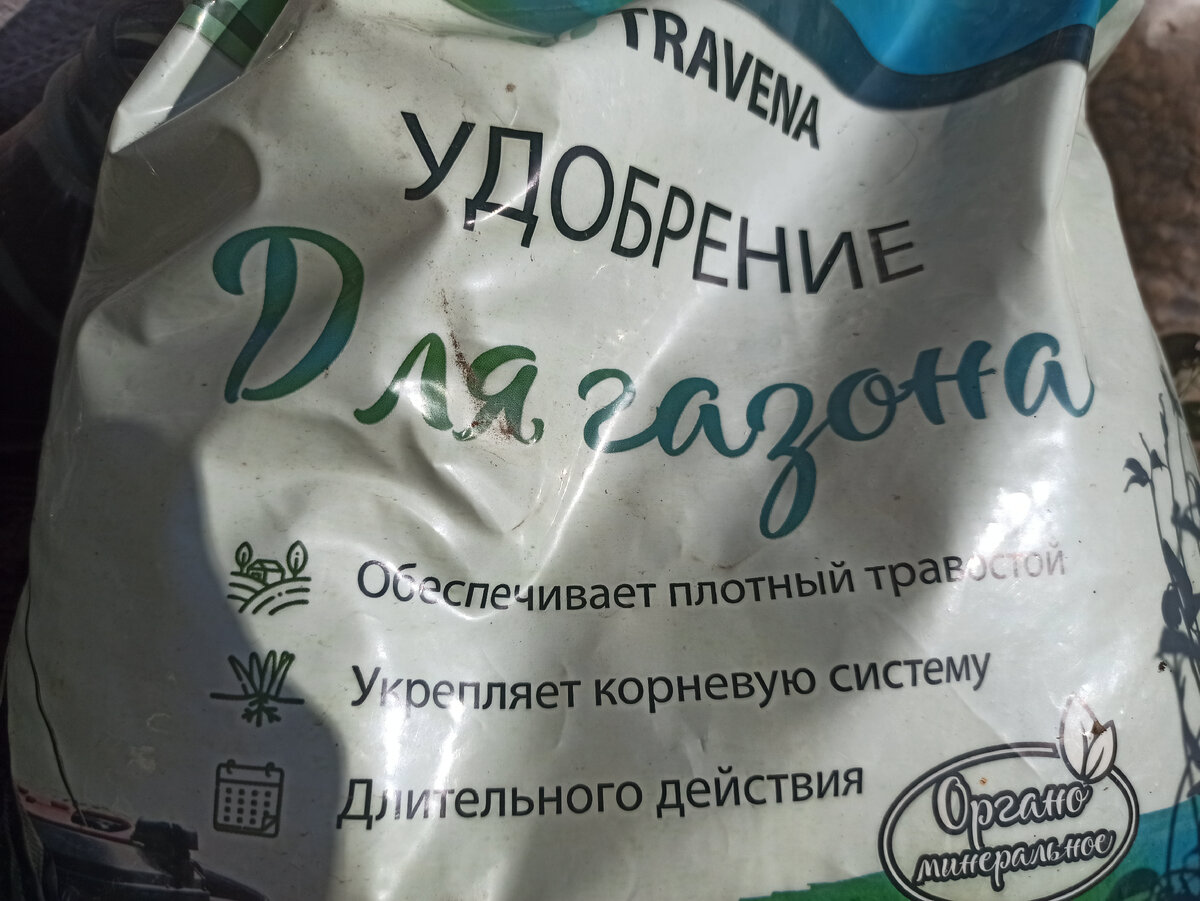 TRAVENA
УДОБРЕНИЕ
Для газона
Обеспечивает плотный травостой
Укрепляет корневую систему
Длительного действия
Органо
минеральное